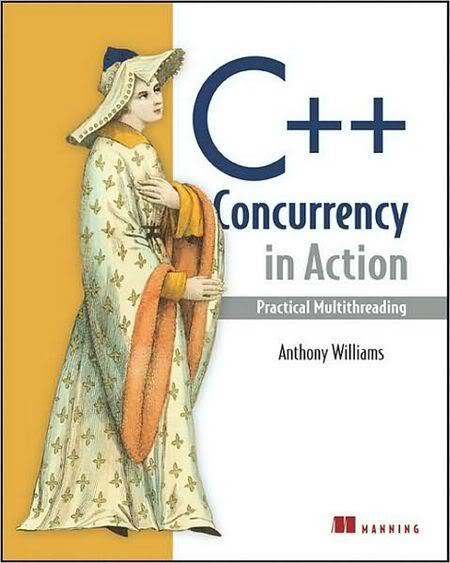 C++
Concurrency
in Action
Practical Multithreading
Anthony Williams
MANNING